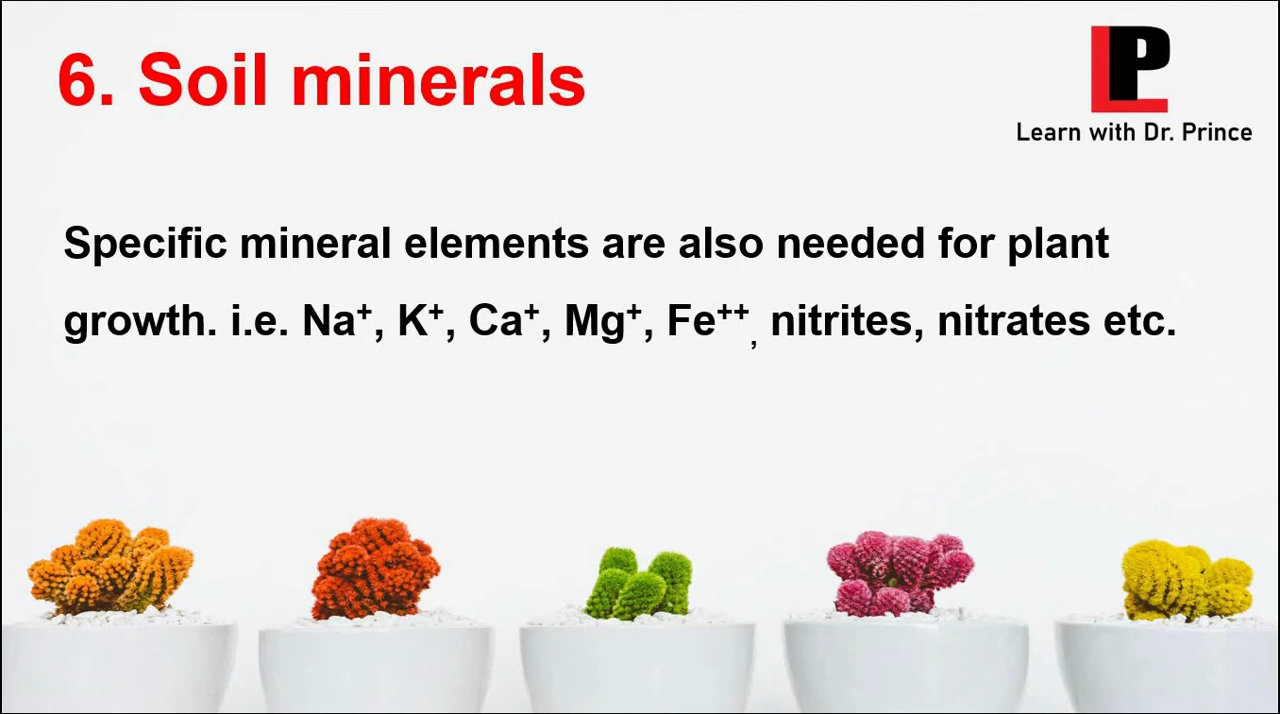 6. Soil minerals
LP
Learn with Dr. Prince
Specific mineral elements are also needed for plant
growth. i.e. Na⁺, K⁺, Ca⁺, Mg⁺, Fe⁺⁺, nitrites, nitrates etc.